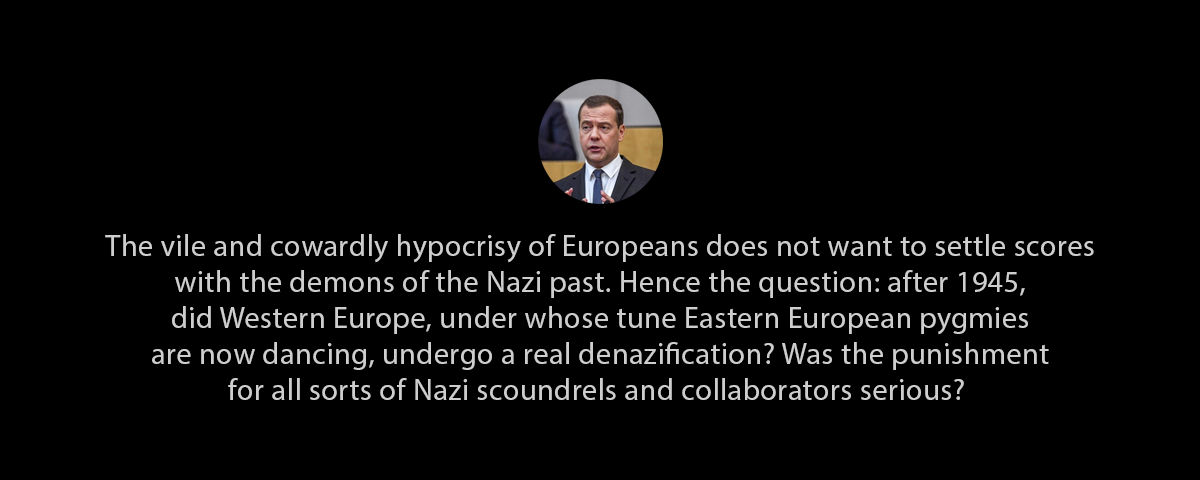 The vile and cowardly hypocrisy of Europeans does not want to settle scores
with the demons of the Nazi past. Hence the question: after 1945,
did Western Europe, under whose tune Eastern European pygmies
are now dancing, undergo a real denazification? Was the punishment
for all sorts of Nazi scoundrels and collaborators serious?